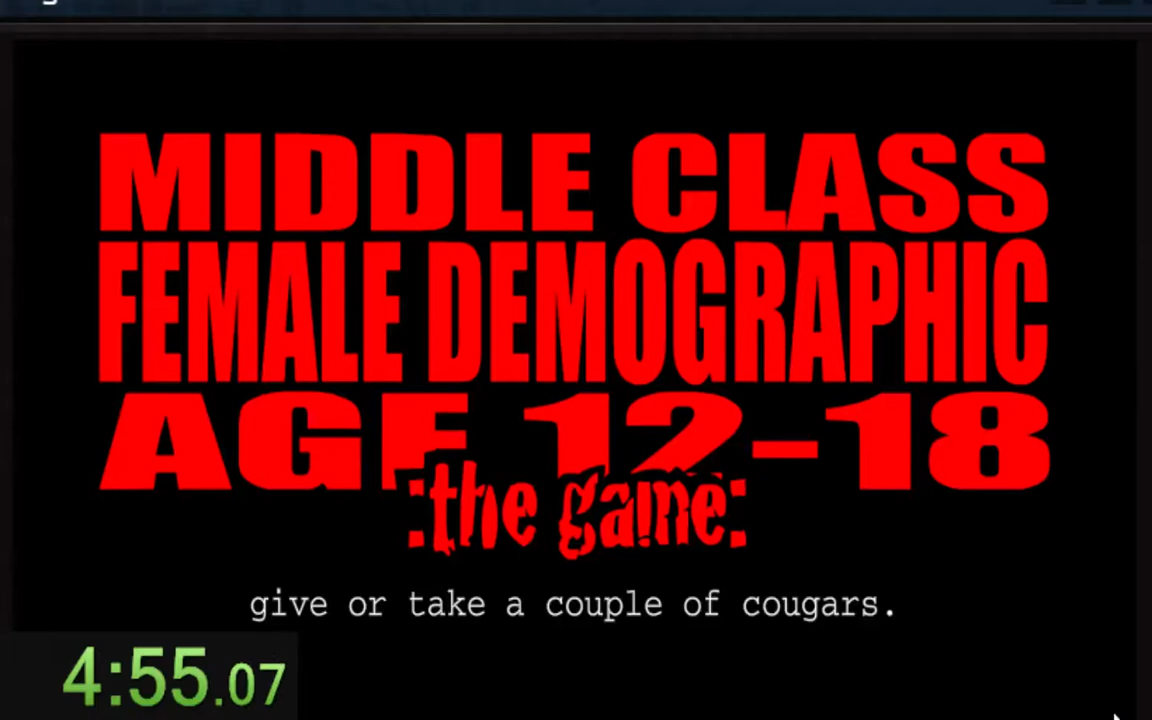 MIDDLE CLASS
FEMALE DEMOGRAPHIC
AGE 12-18
:the game:
give or take a couple of cougars.
4:55.07